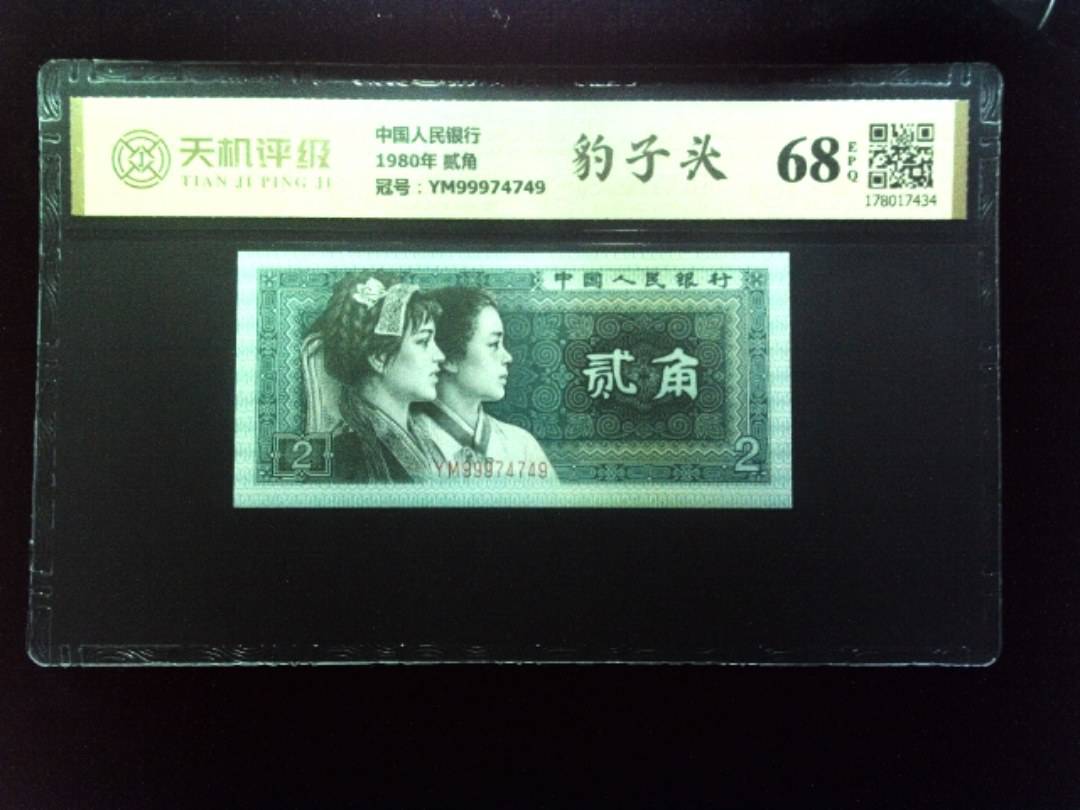 天机评级
TIAN JI PING JI
中国人民银行
1980年 贰角
冠号：YM99974749
豹子头
68
EPQ
178017434
中国人民银行
贰角
2
YM99974749
2